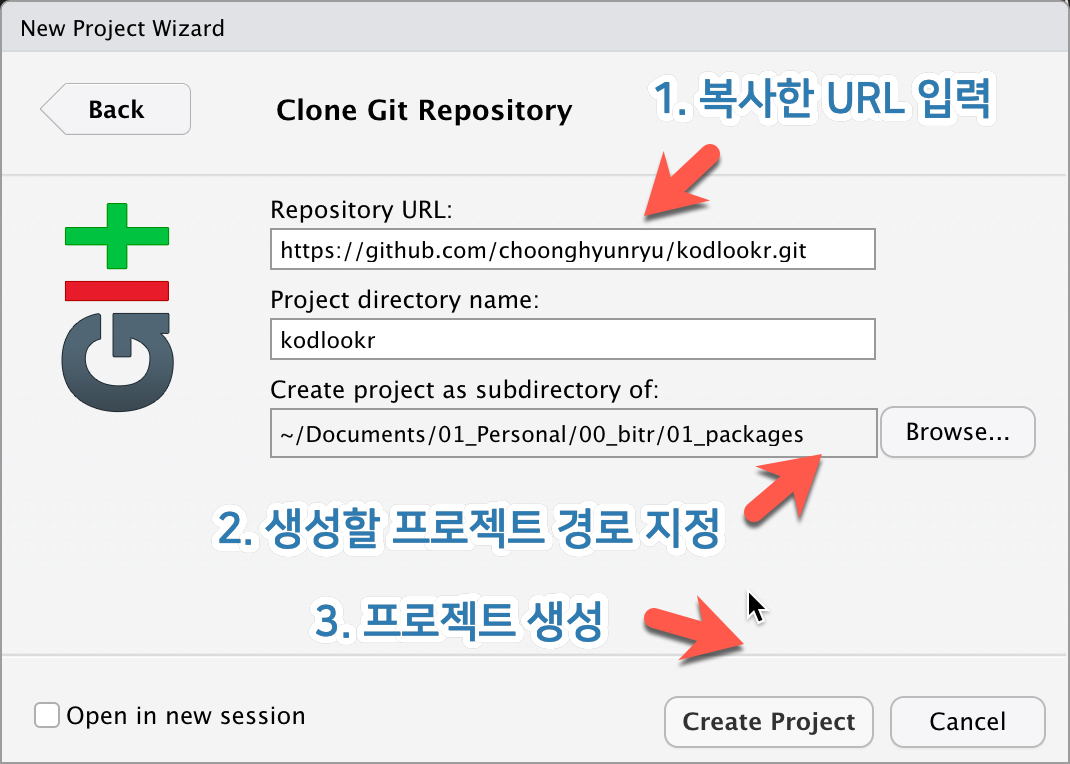 New Project Wizard
Back
Clone Git Repository
1. 복사한 URL 입력
GIT
Repository URL:
https://github.com/choonghyunryu/kodlookr.git
Project directory name:
kodlookr
Create project as subdirectory of:
~/Documents/01_Personal/00_bitr/01_packages
Browse...
2. 생성할 프로젝트 경로 지정
3. 프로젝트 생성
Open in new session
Create Project
Cancel